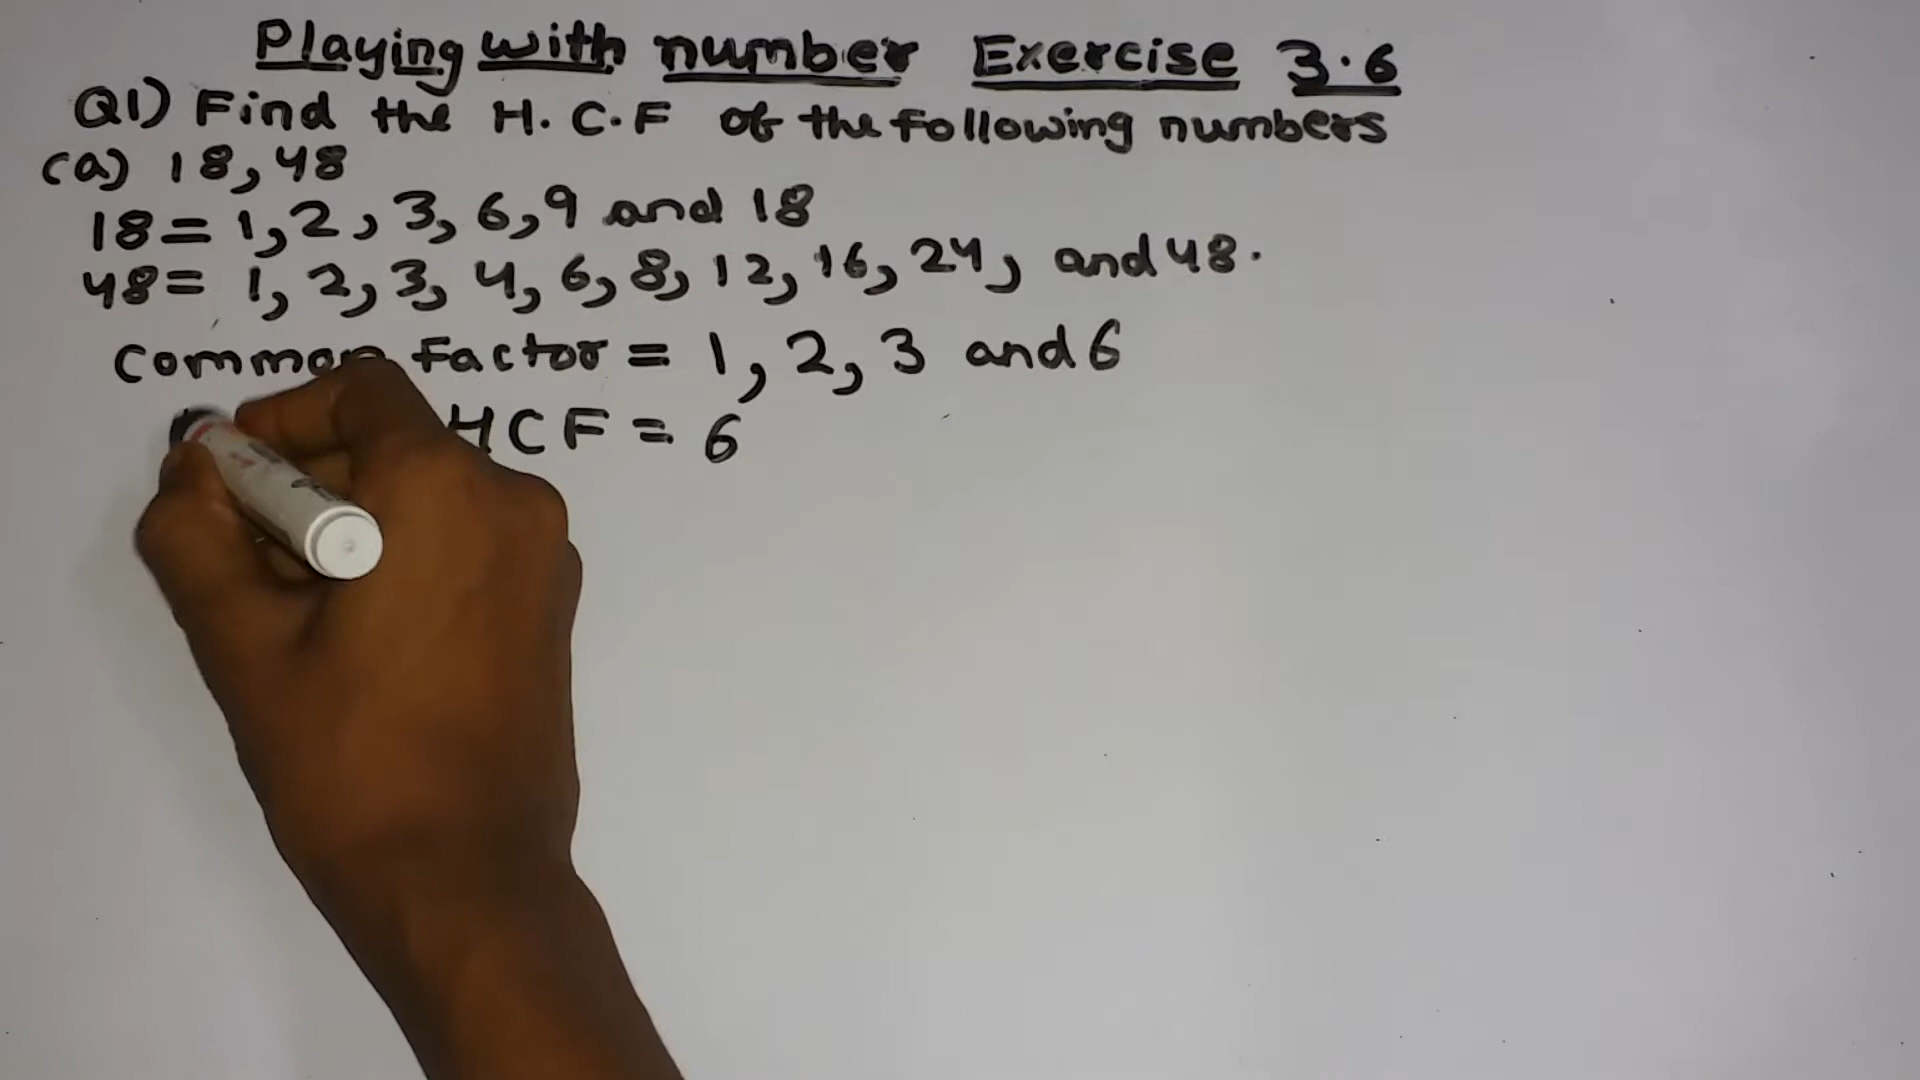 Playing with number Exercise 3.6
Q1) Find the H.C.F of the following numbers
(a) 18, 48
18 = 1, 2, 3, 6, 9 and 18
48 = 1, 2, 3, 4, 6, 8, 12, 16, 24, and 48.
Common Factor = 1, 2, 3 and 6
HCF = 6